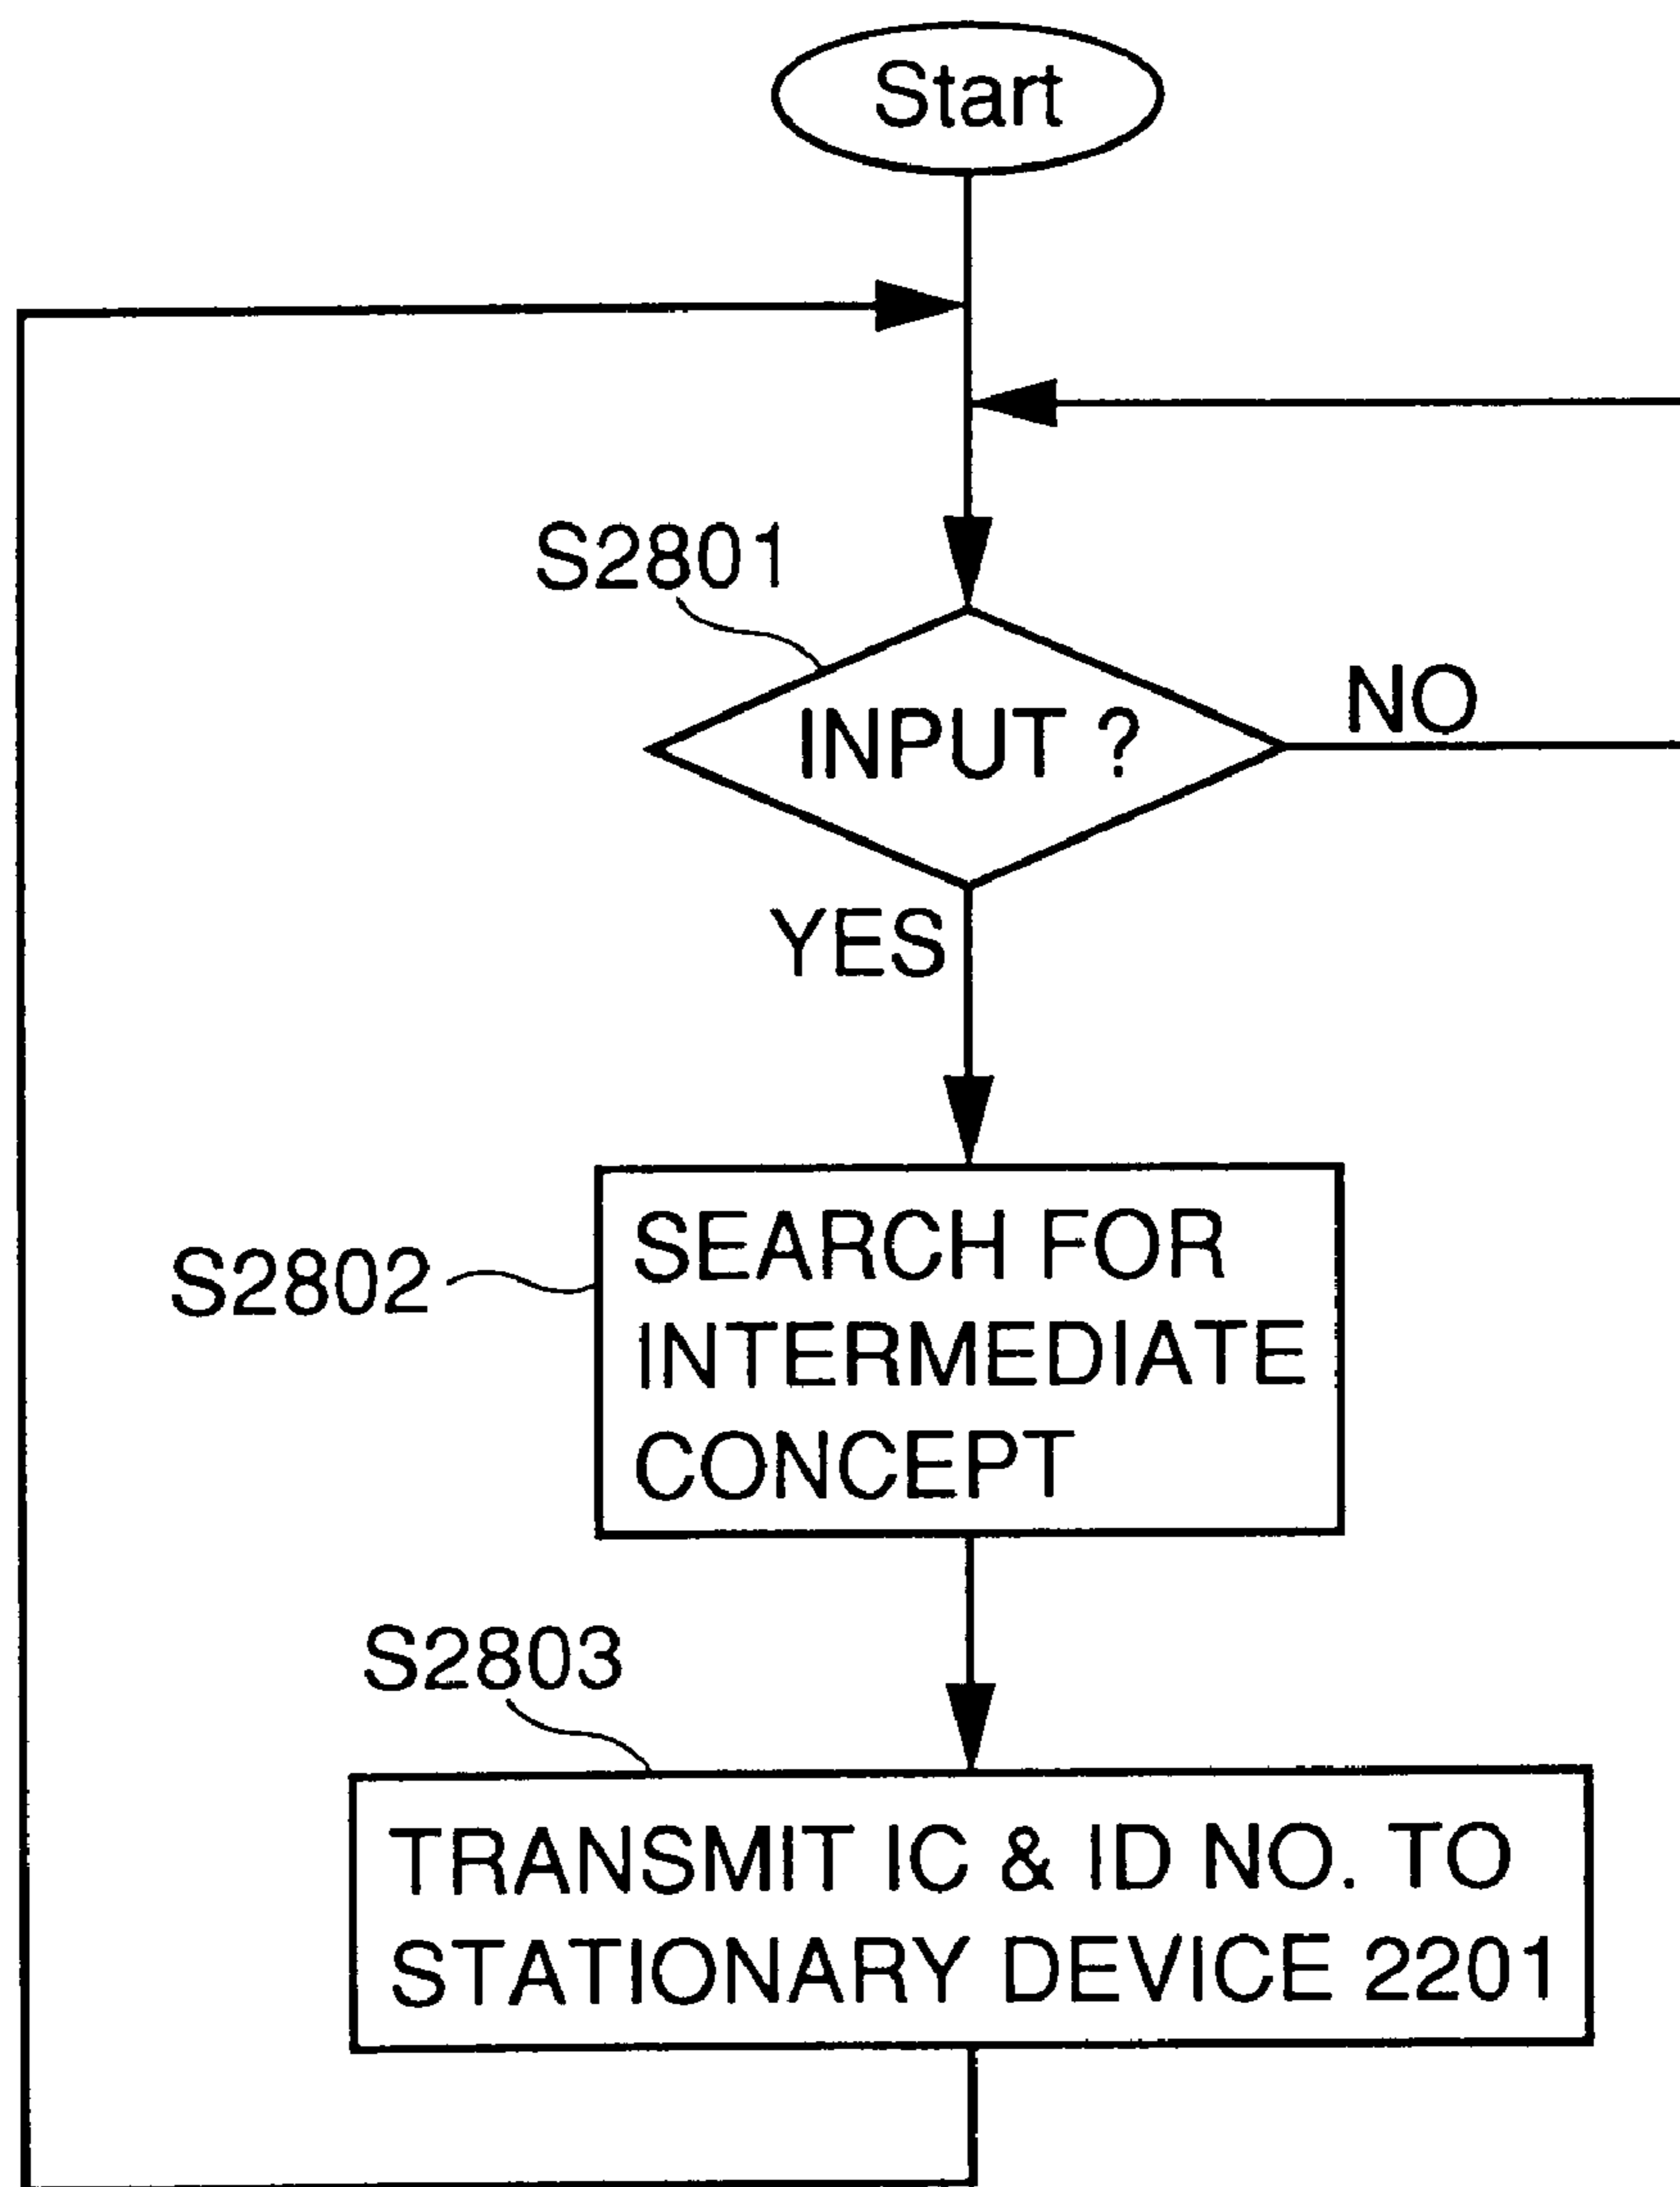 Start
S2801
INPUT ?
NO
YES
S2802
SEARCH FOR
INTERMEDIATE
CONCEPT
S2803
TRANSMIT IC & ID NO. TO
STATIONARY DEVICE 2201